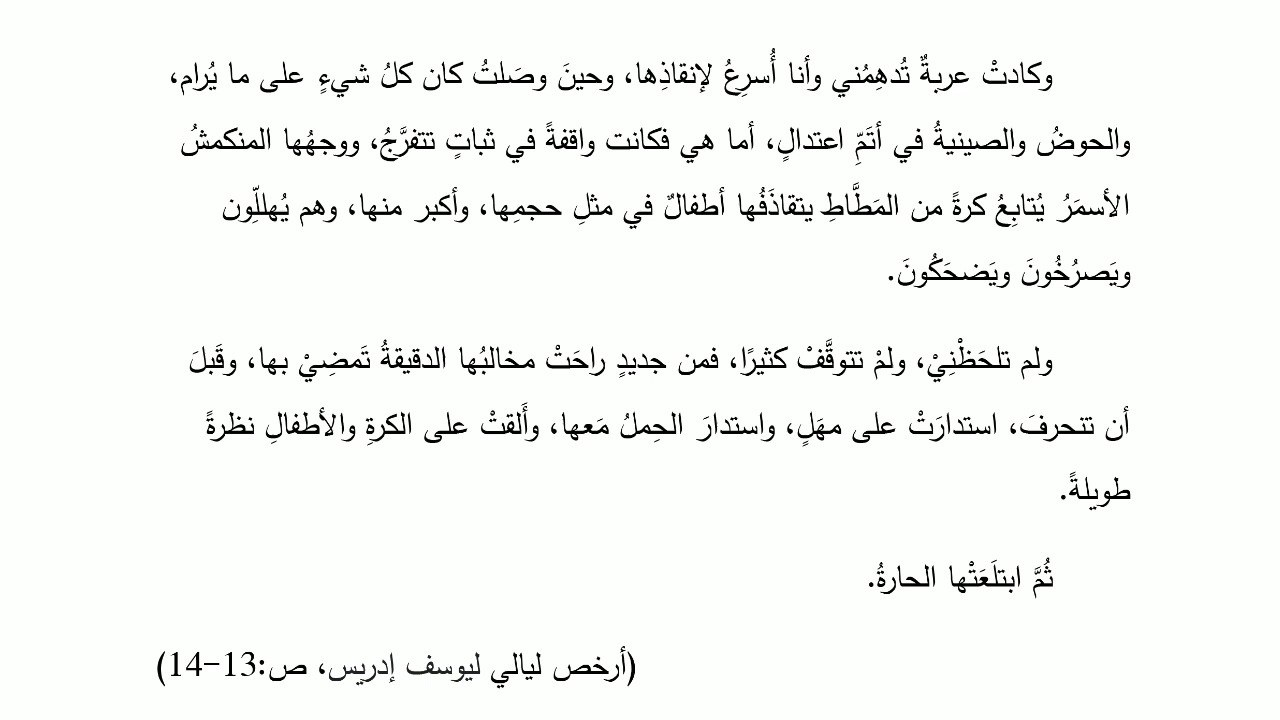 وكادتْ عربةٌ تُدهِمُني وأنا أُسرِعُ لإنقاذِها، وحينَ وصَلتُ كان كلُ شيءٍ على ما يُرام،
والحوضُ والصينيةُ في أتَمِّ اعتدالٍ، أما هي فكانت واقفةً في ثباتٍ تتفرَّجُ، ووجهُها المنكمشُ
الأسمَرُ يُتابِعُ كرةً من المَطَّاطِ يتقاذَفُها أطفالٌ في مثلِ حجمِها، وأكبر منها، وهم يُهللِّون
ويَصرُخُونَ ويَضحَكُونَ.
ولم تلحَظْنِيْ، ولمْ تتوقَّفْ كثيرًا، فمن جديدٍ راحَتْ مخالبُها الدقيقةُ تَمضِيْ بها، وقَبلَ
أن تنحرفَ، استدارَتْ على مهَلٍ، واستدارَ الحِملُ مَعها، وأَلقتْ على الكرةِ والأطفالِ نظرةً
طويلةً.
ثُمَّ ابتلَعَتْها الحارةُ.
(أرخص ليالي ليوسف إدريس، ص:13-14)